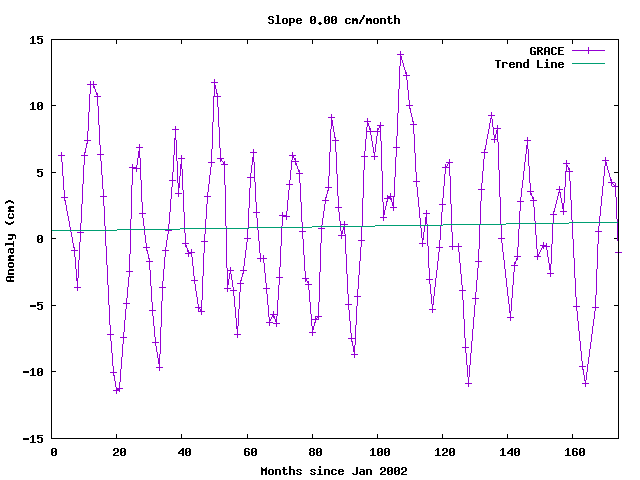 Slope 0.00 cm/month
GRACE
Trend Line
15
10
5
0
-5
-10
-15
Anomaly (cm)
0 20 40 60 80 100 120 140 160
Months since Jan 2002